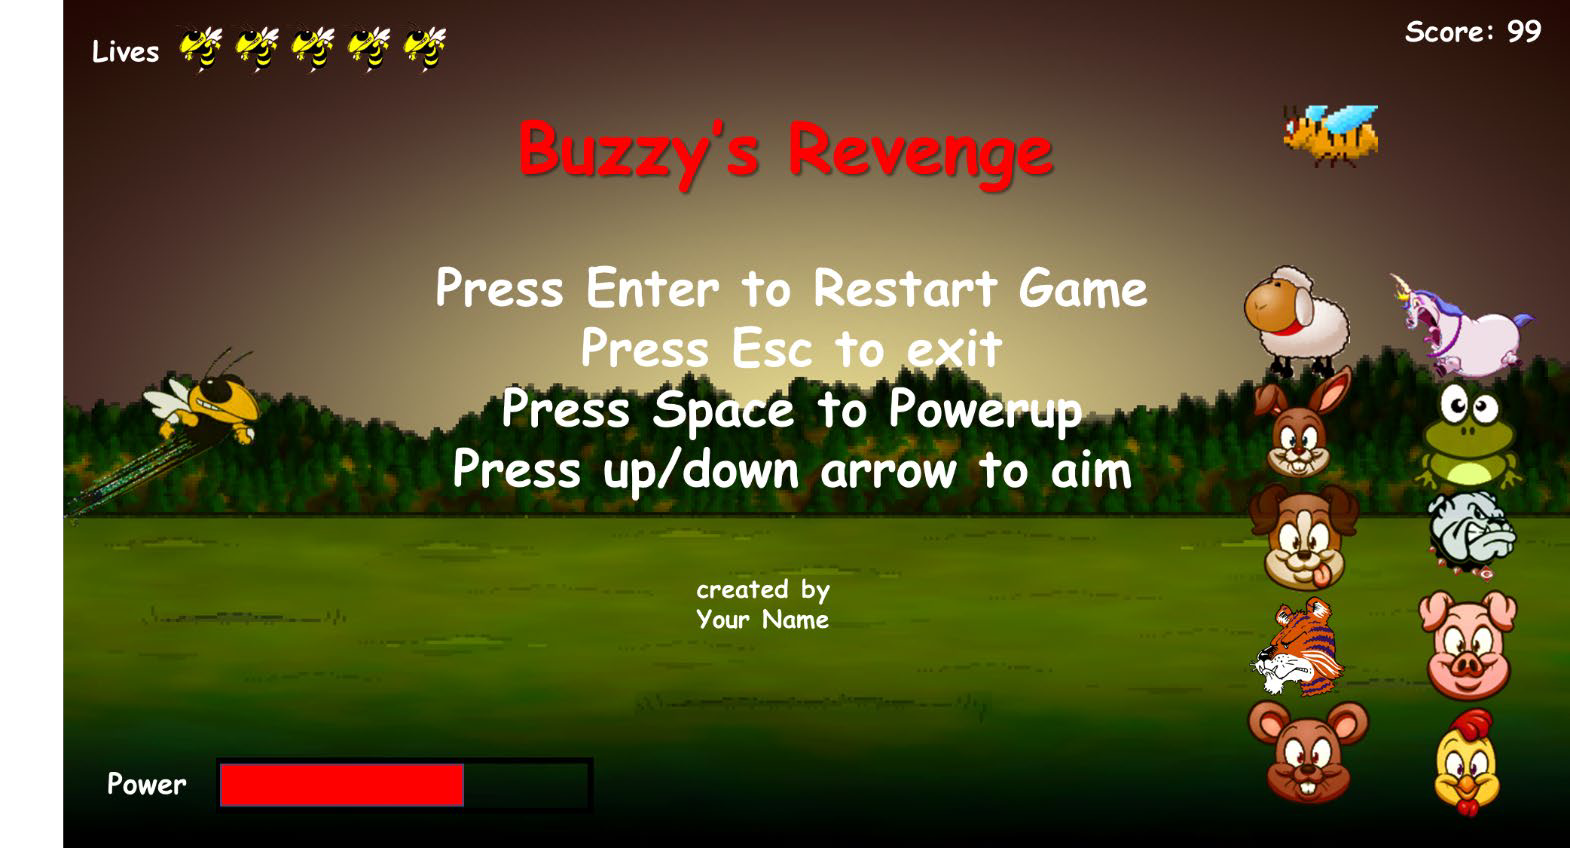 Lives
Score: 99
Buzzy’s Revenge
Press Enter to Restart Game
Press Esc to exit
Press Space to Powerup
Press up/down arrow to aim
created by
Your Name
Power